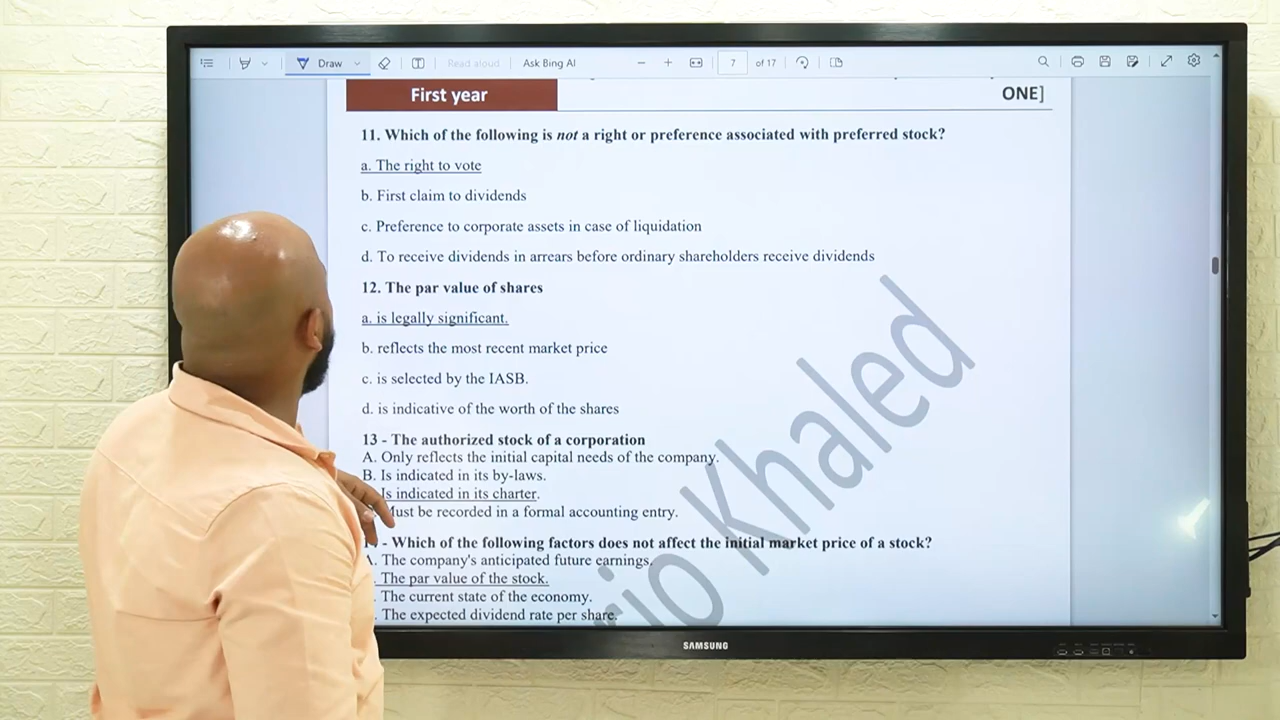 Draw
Read aloud
Ask Bing AI
7
of 17
First year
ONE]
11. Which of the following is not a right or preference associated with preferred stock?
a. The right to vote
b. First claim to dividends
c. Preference to corporate assets in case of liquidation
d. To receive dividends in arrears before ordinary shareholders receive dividends
12. The par value of shares
a. is legally significant.
b. reflects the most recent market price
c. is selected by the IASB.
d. is indicative of the worth of the shares
13 - The authorized stock of a corporation
A. Only reflects the initial capital needs of the company.
B. Is indicated in its by-laws.
Is indicated in its charter.
Must be recorded in a formal accounting entry.
- Which of the following factors does not affect the initial market price of a stock?
A. The company's anticipated future earnings.
. The par value of the stock.
. The current state of the economy.
. The expected dividend rate per share.
Khaled
SAMSUNG